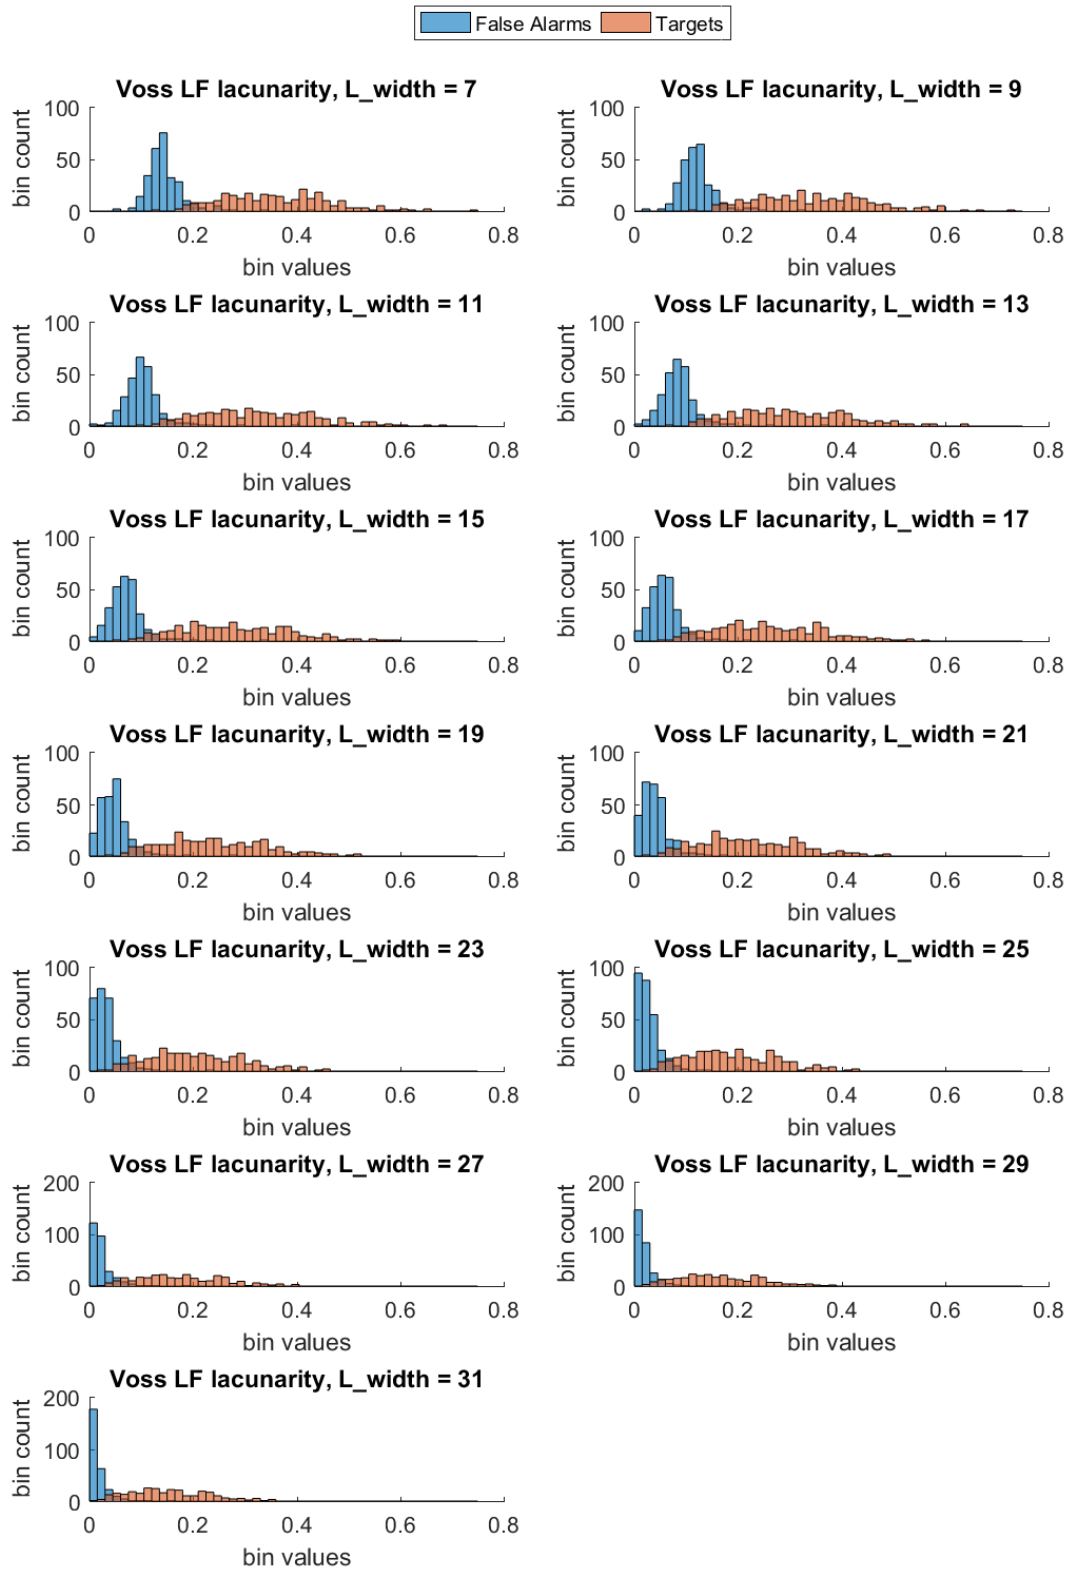 False Alarms Targets
Voss LF lacunarity, L_width = 7
bin count
100
50
0
0 0.2 0.4 0.6 0.8
bin values
Voss LF lacunarity, L_width = 9
bin count
100
50
0
0 0.2 0.4 0.6 0.8
bin values
Voss LF lacunarity, L_width = 11
bin count
100
50
0
0 0.2 0.4 0.6 0.8
bin values
Voss LF lacunarity, L_width = 13
bin count
100
50
0
0 0.2 0.4 0.6 0.8
bin values
Voss LF lacunarity, L_width = 15
bin count
100
50
0
0 0.2 0.4 0.6 0.8
bin values
Voss LF lacunarity, L_width = 17
bin count
100
50
0
0 0.2 0.4 0.6 0.8
bin values
Voss LF lacunarity, L_width = 19
bin count
100
50
0
0 0.2 0.4 0.6 0.8
bin values
Voss LF lacunarity, L_width = 21
bin count
100
50
0
0 0.2 0.4 0.6 0.8
bin values
Voss LF lacunarity, L_width = 23
bin count
100
50
0
0 0.2 0.4 0.6 0.8
bin values
Voss LF lacunarity, L_width = 25
bin count
100
50
0
0 0.2 0.4 0.6 0.8
bin values
Voss LF lacunarity, L_width = 27
bin count
200
100
0
0 0.2 0.4 0.6 0.8
bin values
Voss LF lacunarity, L_width = 29
bin count
200
100
0
0 0.2 0.4 0.6 0.8
bin values
Voss LF lacunarity, L_width = 31
bin count
200
100
0
0 0.2 0.4 0.6 0.8
bin values